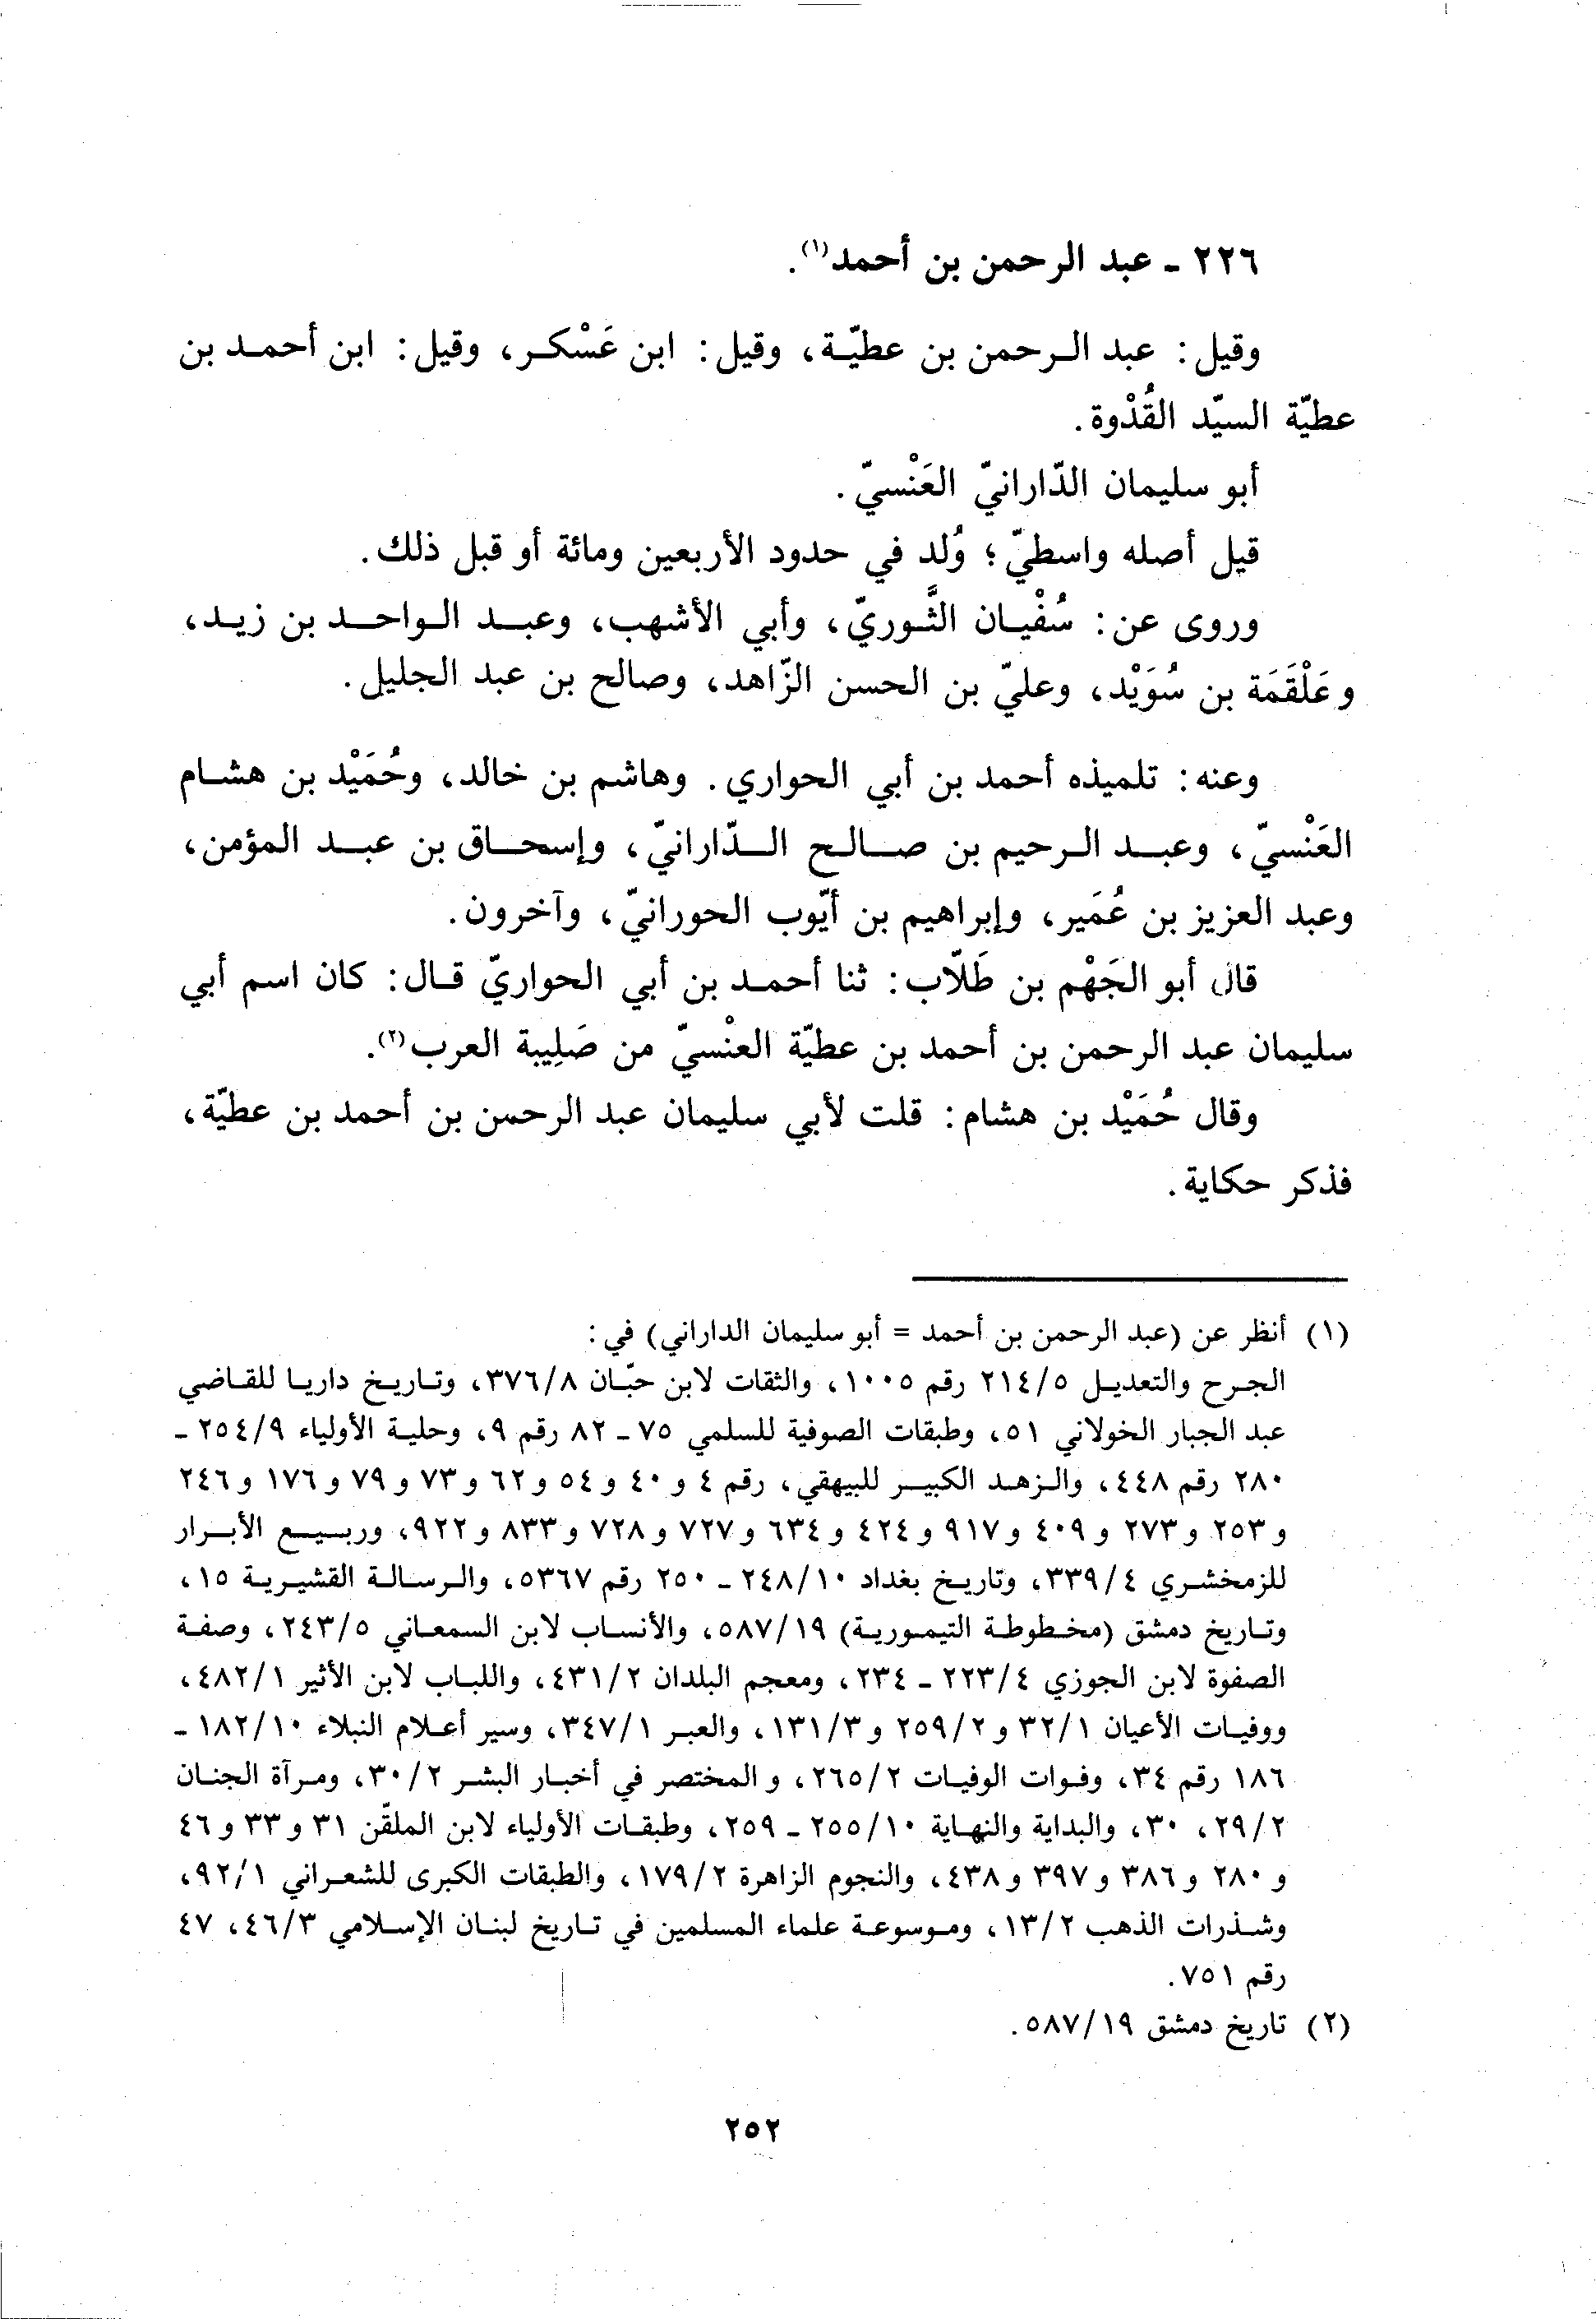 ٢٢٦ - عبد الرحمن بن أحمد(١).
وقيل: عبد الرحمن بن عطيّة، وقيل: ابن عَسْكر، وقيل: ابن أحمد بن
عطيّة السيّد القُدْوة.
أبو سليمان الدّارانيّ العَنْسيّ.
قيل أصله واسطيّ؛ وُلد في حدود الأربعين ومائة أو قبل ذلك.
وروى عن: سُفْيان الثَّوريّ، وأبي الأشهب، وعبد الواحد بن زيد،
وعَلْقَمَة بن سُوَيْد، وعليّ بن الحسن الزّاهد، وصالح بن عبد الجليل.
وعنه: تلميذه أحمد بن أبي الحواري. وهاشم بن خالد، وحُمَيْد بن هشام
العَنْسيّ، وعبد الرحيم بن صالح الدّارانيّ، وإسحاق بن عبد المؤمن،
وعبد العزيز بن عُمَير، وإبراهيم بن أيّوب الحورانيّ، وآخرون.
قال أبو الجَهْم بن طَلّاب: ثنا أحمد بن أبي الحواريّ قال: كان اسم أبي
سليمان عبد الرحمن بن أحمد بن عطيّة العنْسيّ من صَلِيبة العرب(٢).
وقال حُمَيْد بن هشام: قلت لأبي سليمان عبد الرحمن بن أحمد بن عطيّة،
فذكر حكاية.
(١) أنظر عن (عبد الرحمن بن أحمد = أبو سليمان الداراني) في:
الجرح والتعديل ٢١٤/٥ رقم ١٠٠٥، والثقات لابن حبّان ٣٧٦/٨، وتاريخ داريا للقاضي
عبد الجبار الخولاني ٥١، وطبقات الصوفية للسلمي ٧٥ - ٨٢ رقم ٩، وحلية الأولياء ٢٥٤/٩ -
٢٨٠ رقم ٤٤٨، والزهد الكبير للبيهقي، رقم ٤ و ٤٠ و ٥٤ و ٦٢ و ٧٣ و ٧٩ و ١٧٦ و ٢٤٦
و ٢٥٣ و ٢٧٣ و ٤٠٩ و ٩١٧ و ٤٢٤ و ٦٣٤ و ٧٢٧ و ٧٢٨ و ٨٣٣ و ٩٢٢، وربيع الأبرار
للزمخشري ٣٣٩/٤، وتاريخ بغداد ٢٤٨/١٠ - ٢٥٠ رقم ٥٣٦٧، والرسالة القشيرية ١٥،
وتاريخ دمشق (مخطوطة التيمورية) ٥٨٧/١٩، والأنساب لابن السمعاني ٢٤٣/٥، وصفة
الصفوة لابن الجوزي ٢٢٣/٤ - ٢٣٤، ومعجم البلدان ٤٣١/٢، واللباب لابن الأثير ٤٨٢/١،
ووفيات الأعيان ٣٢/١ و ٢٥٩/٢ و ١٣١/٣، والعبر ٣٤٧/١، وسير أعلام النبلاء ١٨٢/١٠ -
١٨٦ رقم ٣٤، وفوات الوفيات ٢٦٥/٢، و المختصر في أخبار البشر ٣٠/٢، ومرآة الجنان
٢٩/٢، ٣٠، والبداية والنهاية ٢٥٥/١٠ - ٢٥٩، وطبقات الأولياء لابن الملقّن ٣١ و ٣٣ و ٤٦
و ٢٨٠ و ٣٨٦ و ٣٩٧ و ٤٣٨، والنجوم الزاهرة ١٧٩/٢، والطبقات الكبرى للشعراني ٩٢/١،
وشذرات الذهب ١٣/٢، وموسوعة علماء المسلمين في تاريخ لبنان الإسلامي ٤٦/٣، ٤٧
رقم ٧٥١.
(٢) تاريخ دمشق ٥٨٧/١٩.
٢٥٢